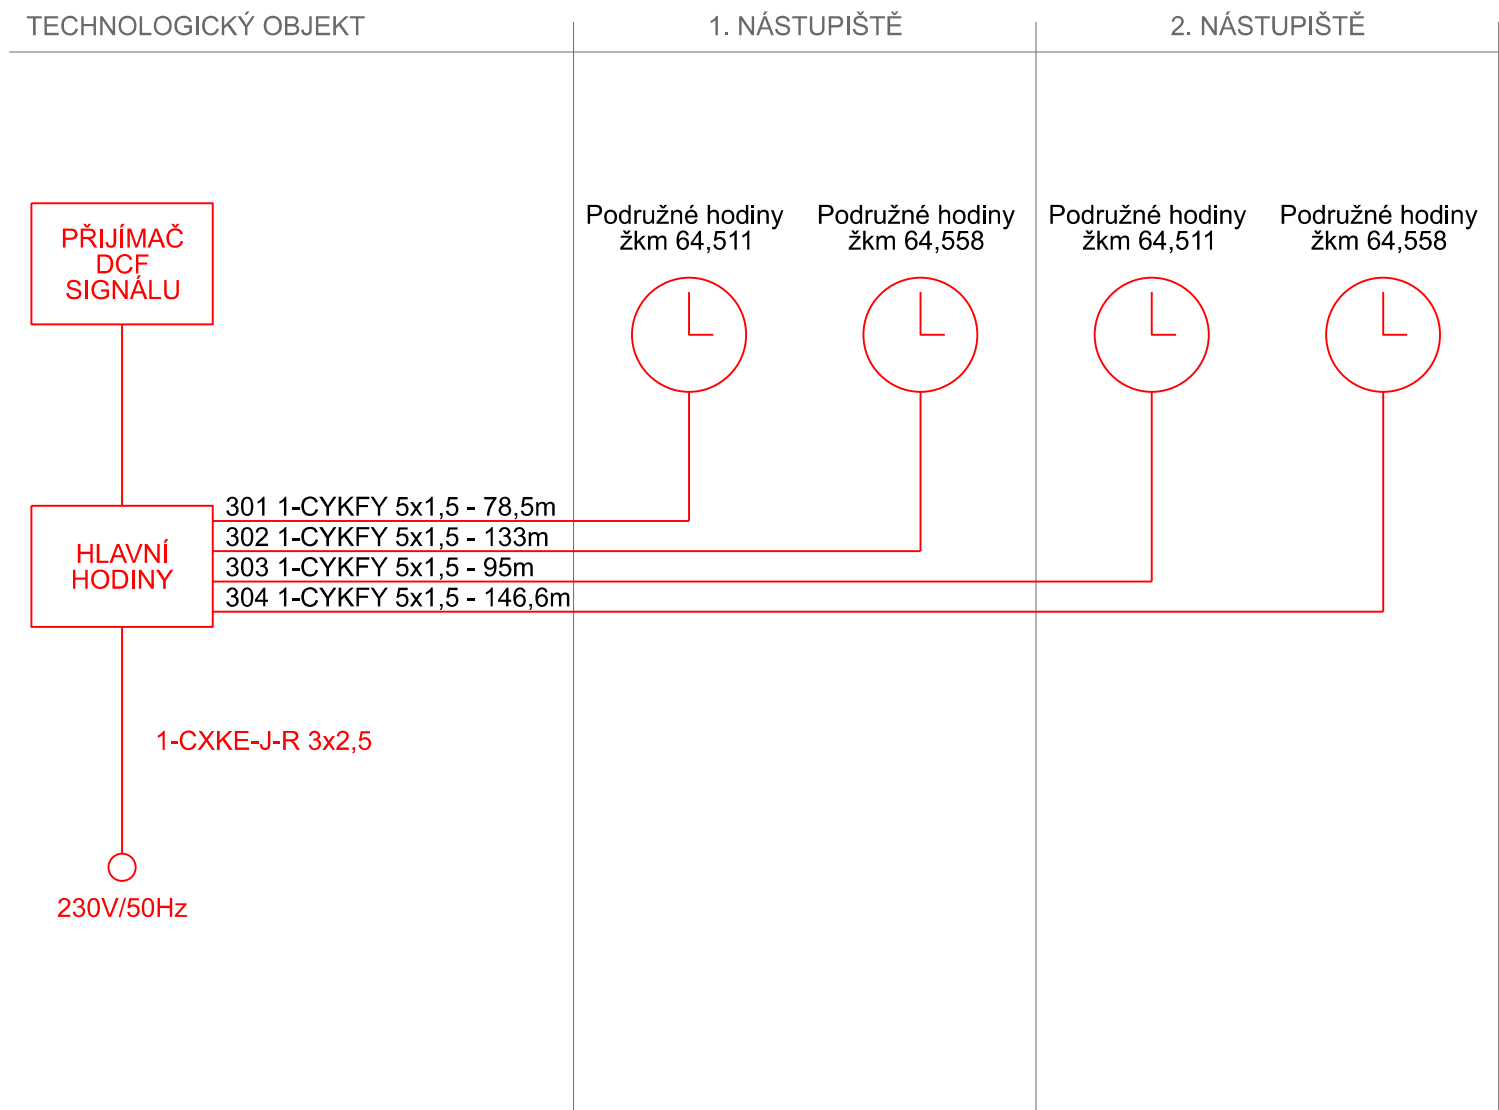 TECHNOLOGICKÝ OBJEKT
1. NÁSTUPIŠTĚ
2. NÁSTUPIŠTĚ
PŘIJÍMAČ
DCF
SIGNÁLU
Podružné hodiny
žkm 64,511
Podružné hodiny
žkm 64,558
Podružné hodiny
žkm 64,511
Podružné hodiny
žkm 64,558
HLAVNÍ
HODINY
301 1-CYKFY 5x1,5 - 78,5m
302 1-CYKFY 5x1,5 - 133m
303 1-CYKFY 5x1,5 - 95m
304 1-CYKFY 5x1,5 - 146,6m
1-CXKE-J-R 3x2,5
230V/50Hz